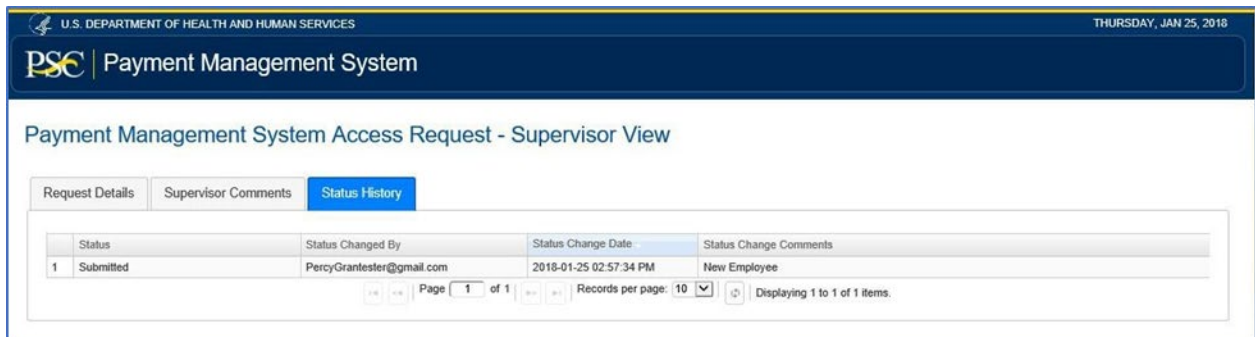 U.S. DEPARTMENT OF HEALTH AND HUMAN SERVICES THURSDAY, JAN 25, 2018
PSC | Payment Management System
Payment Management System Access Request - Supervisor View
Request Details Supervisor Comments Status History
Status Status Changed By Status Change Date Status Change Comments
1 Submitted PercyGrantester@gmail.com 2018-01-25 02:57:34 PM New Employee
Page 1 of 1 Records per page: 10 Displaying 1 to 1 of 1 items.